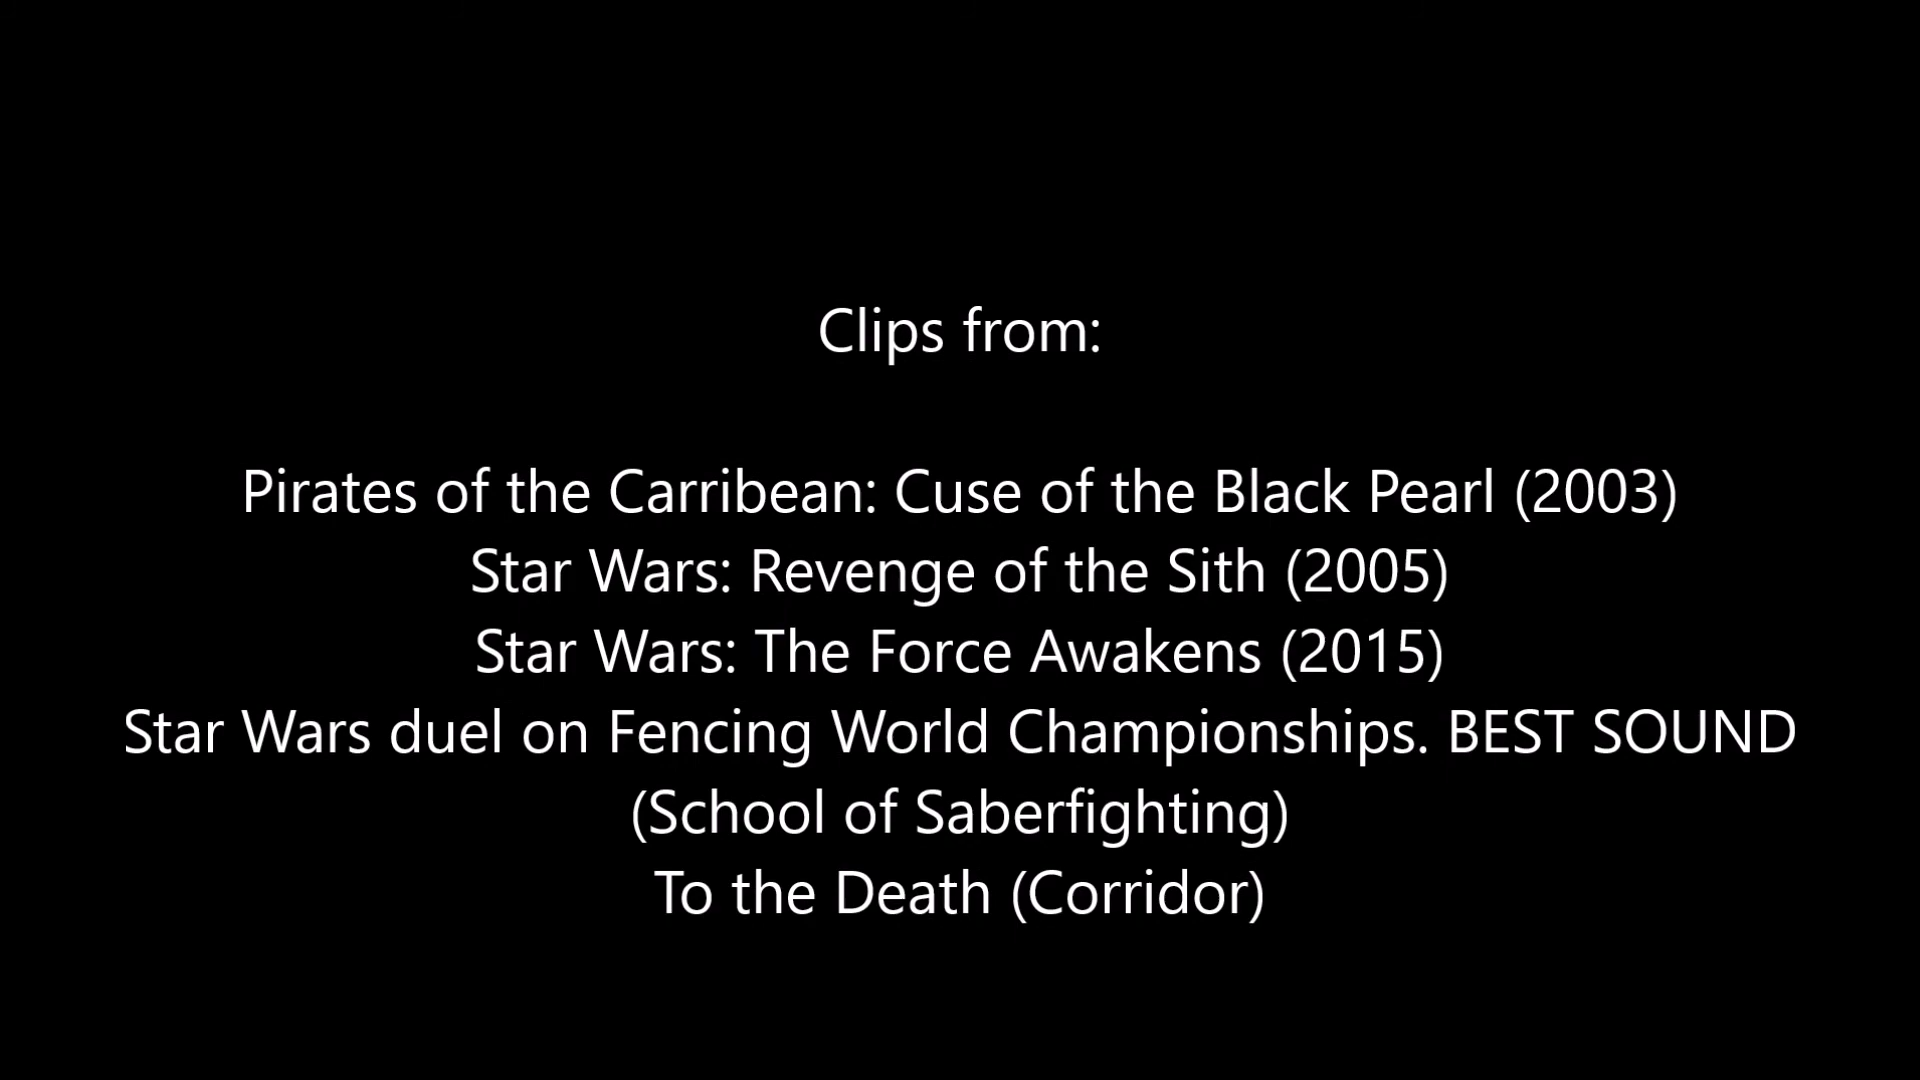 Clips from:
Pirates of the Carribean: Cuse of the Black Pearl (2003)
Star Wars: Revenge of the Sith (2005)
Star Wars: The Force Awakens (2015)
Star Wars duel on Fencing World Championships. BEST SOUND
(School of Saberfighting)
To the Death (Corridor)